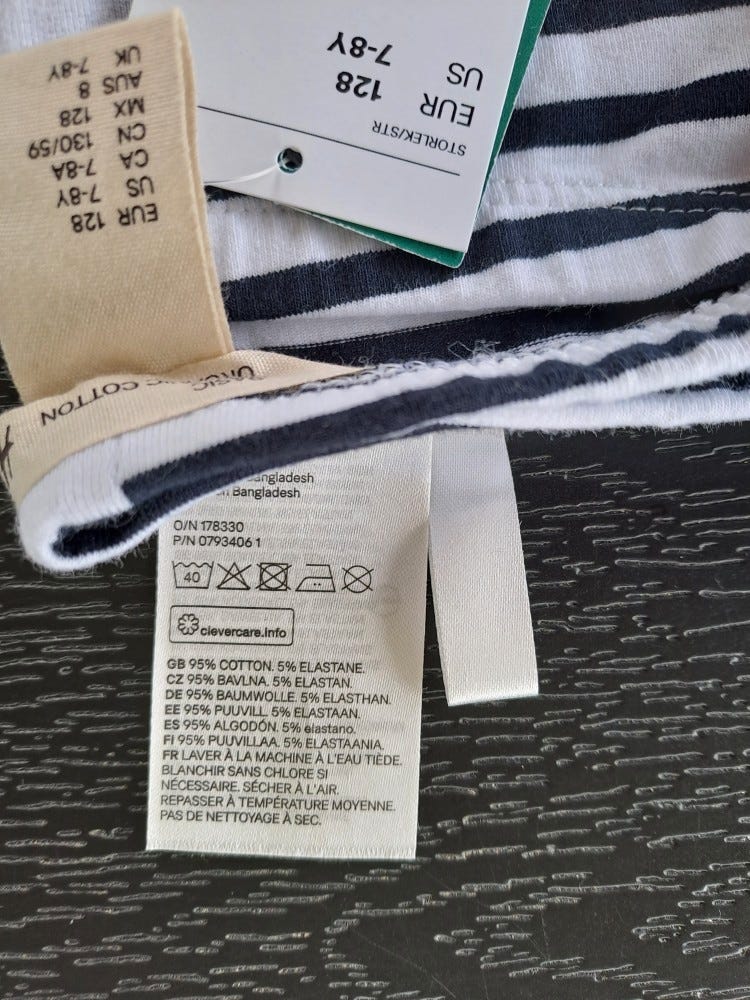 STORLEK/STR
EUR 128
US 7-8Y
EUR 128
US 7-8Y
CA 7-8A
CN 130/59
MX 128
AUS 8
UK 7-8Y
COTTON
Bangladesh
O/N 178330
P/N 0793406 1
40
clevercare.info
GB 95% COTTON. 5% ELASTANE.
CZ 95% BAVLNA. 5% ELASTAN.
DE 95% BAUMWOLLE. 5% ELASTHAN.
EE 95% PUUVILL. 5% ELASTAAN.
ES 95% ALGODÓN. 5% elastano.
FI 95% PUUVILLAA. 5% ELASTAANIA.
FR LAVER À LA MACHINE À L'EAU TIÈDE.
BLANCHIR SANS CHLORE SI
NÉCESSAIRE. SÉCHER À L'AIR.
REPASSER À TEMPÉRATURE MOYENNE.
PAS DE NETTOYAGE À SEC.